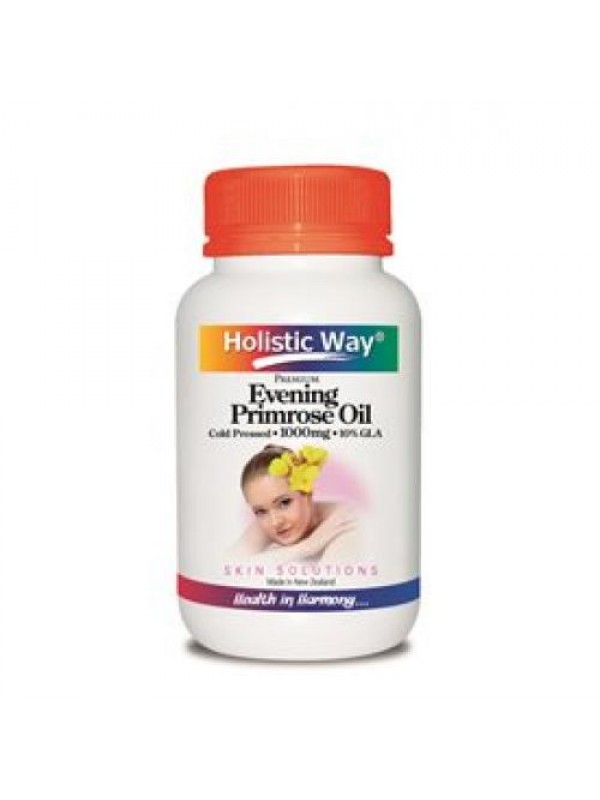 Holistic Way®
PREMIUM
Evening
Primrose Oil
Cold Pressed • 1000mg • 10% GLA
SKIN SOLUTIONS
Made in New Zealand
Health in Harmony...